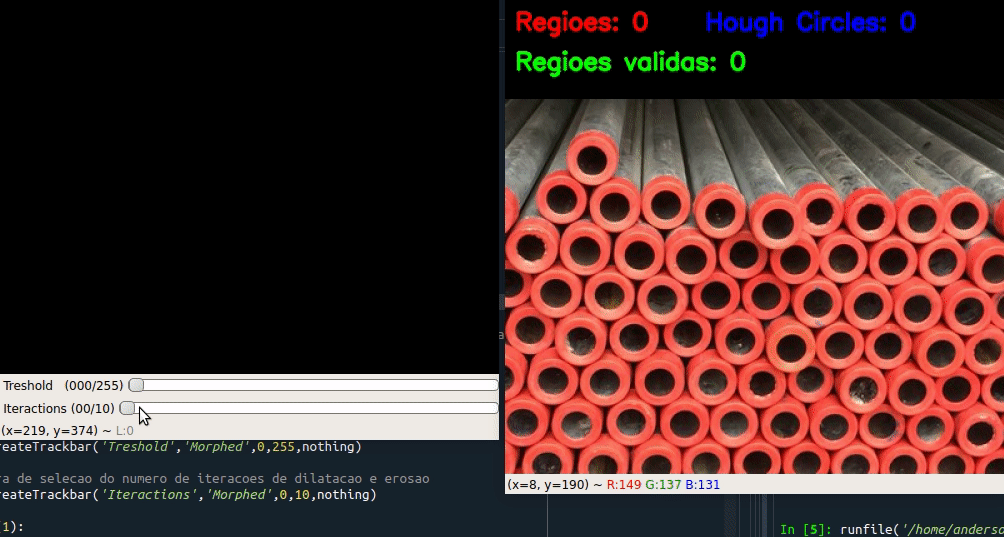 Regioes: 0 Hough Circles: 0
Regioes validas: 0
Treshold (000/255)
Iteractions (00/10)
(x=219, y=374) ~ L:0
reateTrackbar('Treshold','Morphed',0,255,nothing)
ra de selecao do numero de iteracoes de dilatacao e erosao
reateTrackbar('Iteractions','Morphed',0,10,nothing)
1):
a
(x=8, y=190) ~ R:149 G:137 B:131
In [5]: runfile('/home/anderso